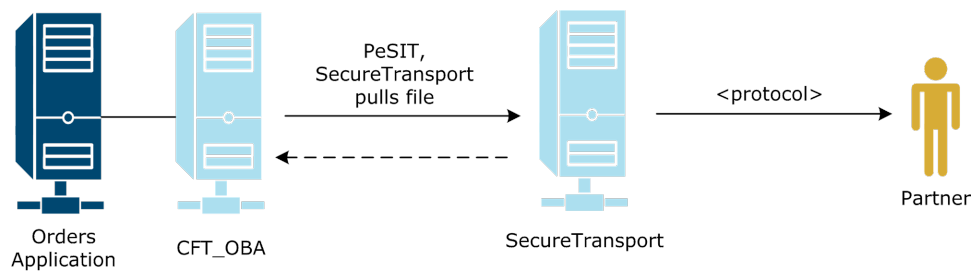 PeSIT,
SecureTransport
pulls file
<protocol>
Orders
Application
CFT_OBA
SecureTransport
Partner